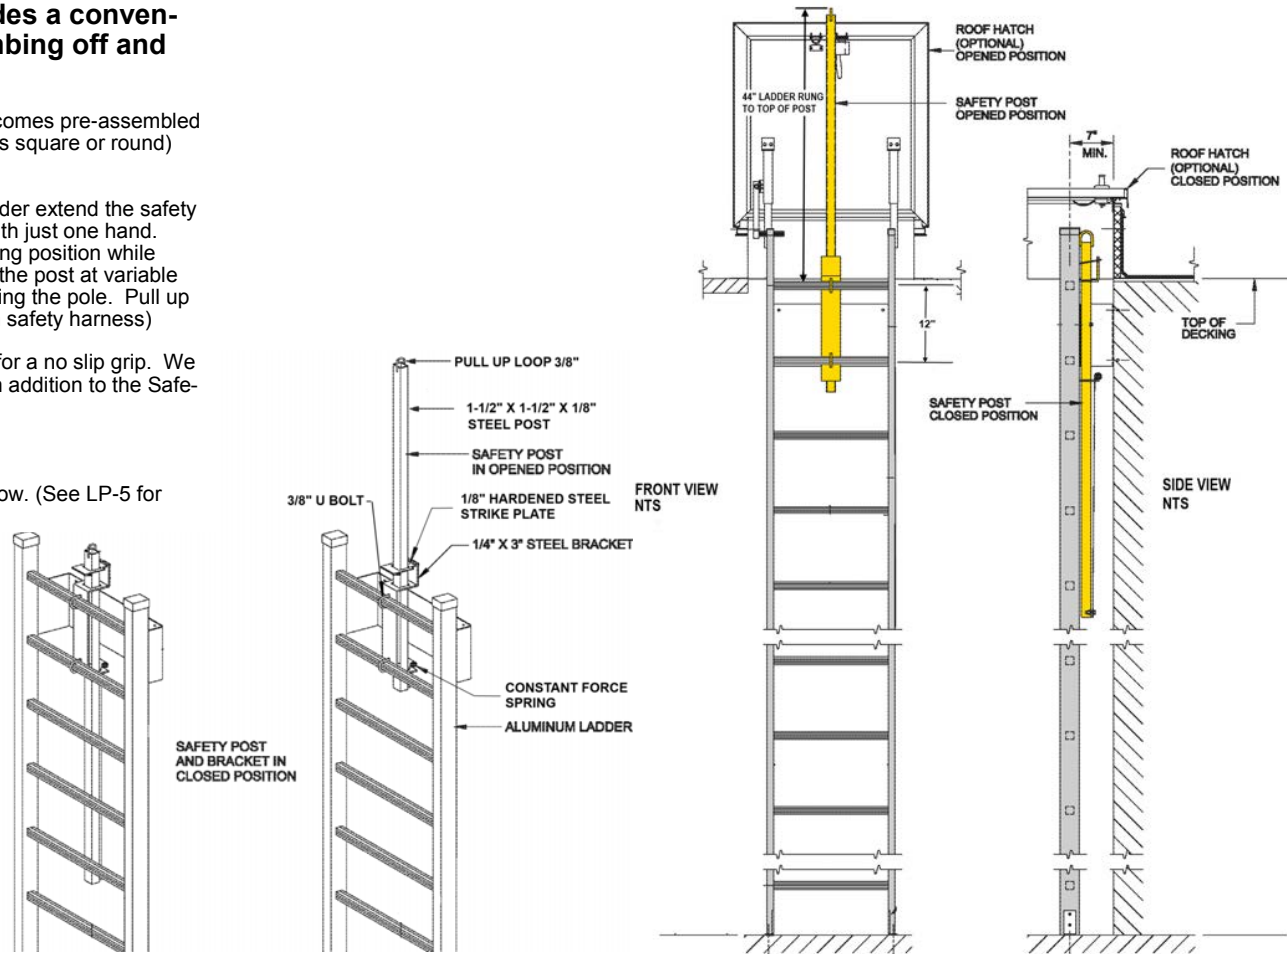 des a conven-
nbing off and
comes pre-assembled
s square or round)
der extend the safety
th just one hand.
ng position while
the post at variable
ing the pole.  Pull up
safety harness)
for a no slip grip.  We
addition to the Safe-
ow. (See LP-5 for
PULL UP LOOP 3/8"
1-1/2" X 1-1/2" X 1/8"
STEEL POST
SAFETY POST
IN OPENED POSITION
3/8" U BOLT
1/8" HARDENED STEEL
STRIKE PLATE
1/4" X 3" STEEL BRACKET
CONSTANT FORCE
SPRING
ALUMINUM LADDER
SAFETY POST
AND BRACKET IN
CLOSED POSITION
FRONT VIEW
NTS
44" LADDER RUNG
TO TOP OF POST
ROOF HATCH
(OPTIONAL)
OPENED POSITION
SAFETY POST
OPENED POSITION
12"
7"
MIN.
ROOF HATCH
(OPTIONAL)
CLOSED POSITION
TOP OF
DECKING
SAFETY POST
CLOSED POSITION
SIDE VIEW
NTS